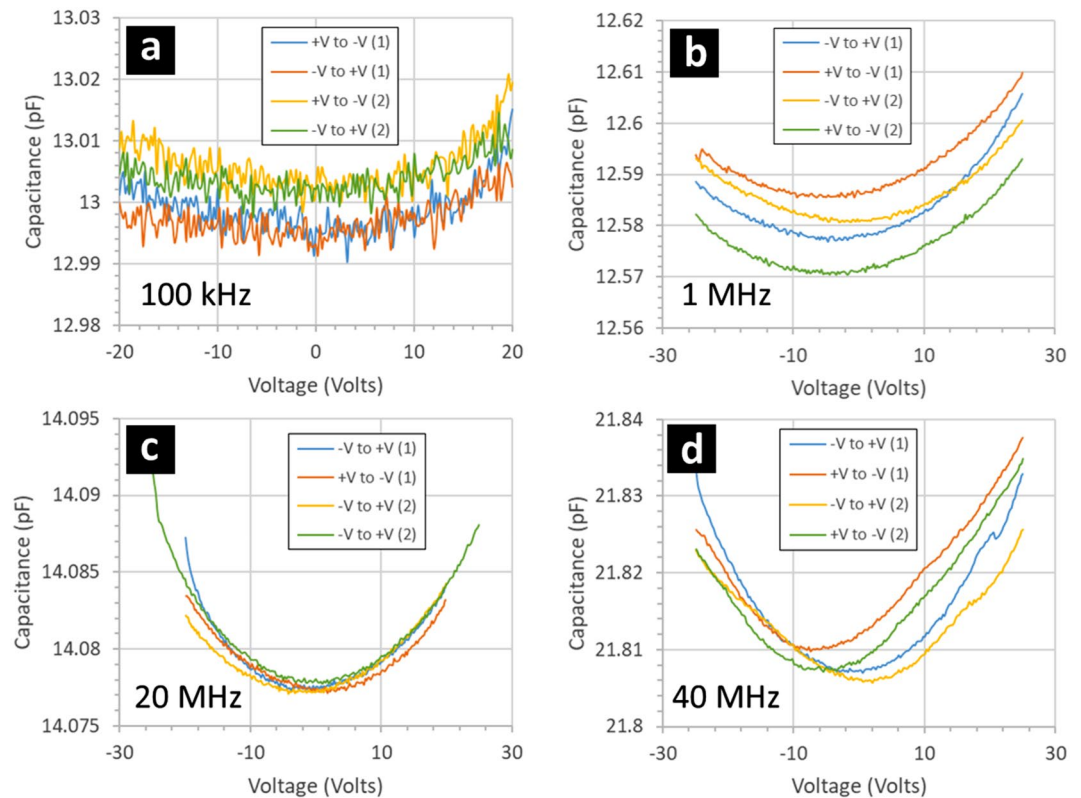 a
+V to -V (1)
-V to +V (1)
+V to -V (2)
-V to +V (2)
100 kHz
Capacitance (pF)
13.03
13.02
13.01
13
12.99
12.98
-20
-10
0
10
20
Voltage (Volts)
b
-V to +V (1)
+V to -V (1)
-V to +V (2)
+V to -V (2)
1 MHz
Capacitance (pF)
12.62
12.61
12.6
12.59
12.58
12.57
12.56
-30
-10
10
30
Voltage (Volts)
c
-V to +V (1)
+V to -V (1)
-V to +V (2)
-V to +V (2)
20 MHz
Capacitance (pF)
14.095
14.09
14.085
14.08
14.075
-30
-10
10
30
Voltage (Volts)
d
-V to +V (1)
+V to -V (1)
-V to +V (2)
+V to -V (2)
40 MHz
Capacitance (pF)
21.84
21.83
21.82
21.81
21.8
-30
-10
10
30
Voltage (Volts)